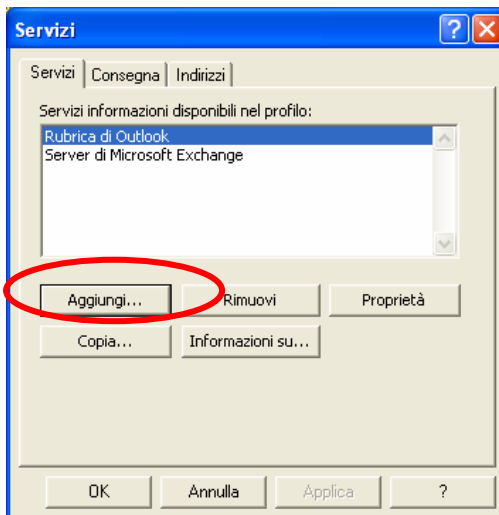 Servizi ?
Servizi Consegna Indirizzi
Servizi informazioni disponibili nel profilo:
Rubrica di Outlook
Server di Microsoft Exchange
Aggiungi... Rimuovi Proprietà
Copia... Informazioni su...
OK Annulla Applica ?